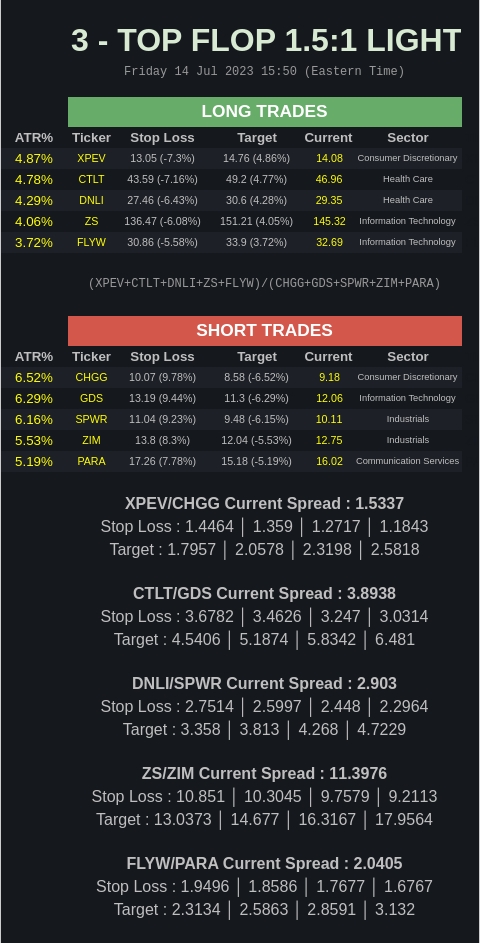 3 - TOP FLOP 1.5:1 LIGHT
Friday 14 Jul 2023 15:50 (Eastern Time)
LONG TRADES
ATR% Ticker Stop Loss Target Current Sector
4.87% XPEV 13.05 (-7.3%) 14.76 (4.86%) 14.08 Consumer Discretionary
4.78% CTLT 43.59 (-7.16%) 49.2 (4.77%) 46.96 Health Care
4.29% DNLI 27.46 (-6.43%) 30.6 (4.28%) 29.35 Health Care
4.06% ZS 136.47 (-6.08%) 151.21 (4.05%) 145.32 Information Technology
3.72% FLYW 30.86 (-5.58%) 33.9 (3.72%) 32.69 Information Technology
(XPEV+CTLT+DNLI+ZS+FLYW)/(CHGG+GDS+SPWR+ZIM+PARA)
SHORT TRADES
ATR% Ticker Stop Loss Target Current Sector
6.52% CHGG 10.07 (9.78%) 8.58 (-6.52%) 9.18 Consumer Discretionary
6.29% GDS 13.19 (9.44%) 11.3 (-6.29%) 12.06 Information Technology
6.16% SPWR 11.04 (9.23%) 9.48 (-6.15%) 10.11 Industrials
5.53% ZIM 13.8 (8.3%) 12.04 (-5.53%) 12.75 Industrials
5.19% PARA 17.26 (7.78%) 15.18 (-5.19%) 16.02 Communication Services
XPEV/CHGG Current Spread : 1.5337
Stop Loss : 1.4464 | 1.359 | 1.2717 | 1.1843
Target : 1.7957 | 2.0578 | 2.3198 | 2.5818
CTLT/GDS Current Spread : 3.8938
Stop Loss : 3.6782 | 3.4626 | 3.247 | 3.0314
Target : 4.5406 | 5.1874 | 5.8342 | 6.481
DNLI/SPWR Current Spread : 2.903
Stop Loss : 2.7514 | 2.5997 | 2.448 | 2.2964
Target : 3.358 | 3.813 | 4.268 | 4.7229
ZS/ZIM Current Spread : 11.3976
Stop Loss : 10.851 | 10.3045 | 9.7579 | 9.2113
Target : 13.0373 | 14.677 | 16.3167 | 17.9564
FLYW/PARA Current Spread : 2.0405
Stop Loss : 1.9496 | 1.8586 | 1.7677 | 1.6767
Target : 2.3134 | 2.5863 | 2.8591 | 3.132